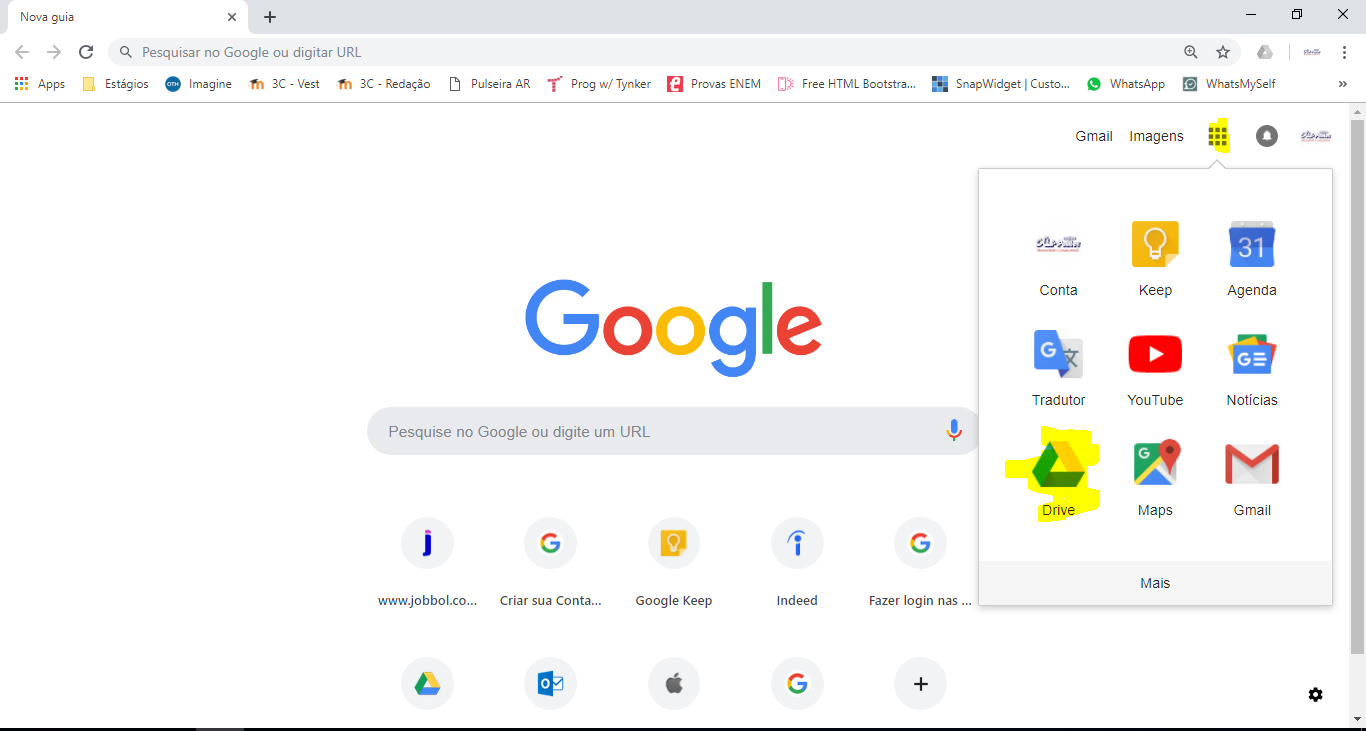 Nova guia
Pesquisar no Google ou digitar URL
Apps Estágios Imagine 3C - Vest 3C - Redação Pulseira AR Prog w/ Tynker Provas ENEM Free HTML Bootstra... SnapWidget | Custo... WhatsApp WhatsMySelf »
Gmail Imagens
Conta Keep Agenda
31
Tradutor YouTube Notícias
Drive Maps Gmail
Mais
Google
Pesquise no Google ou digite um URL
www.jobbol.co... Criar sua Conta... Google Keep Indeed Fazer login nas ...